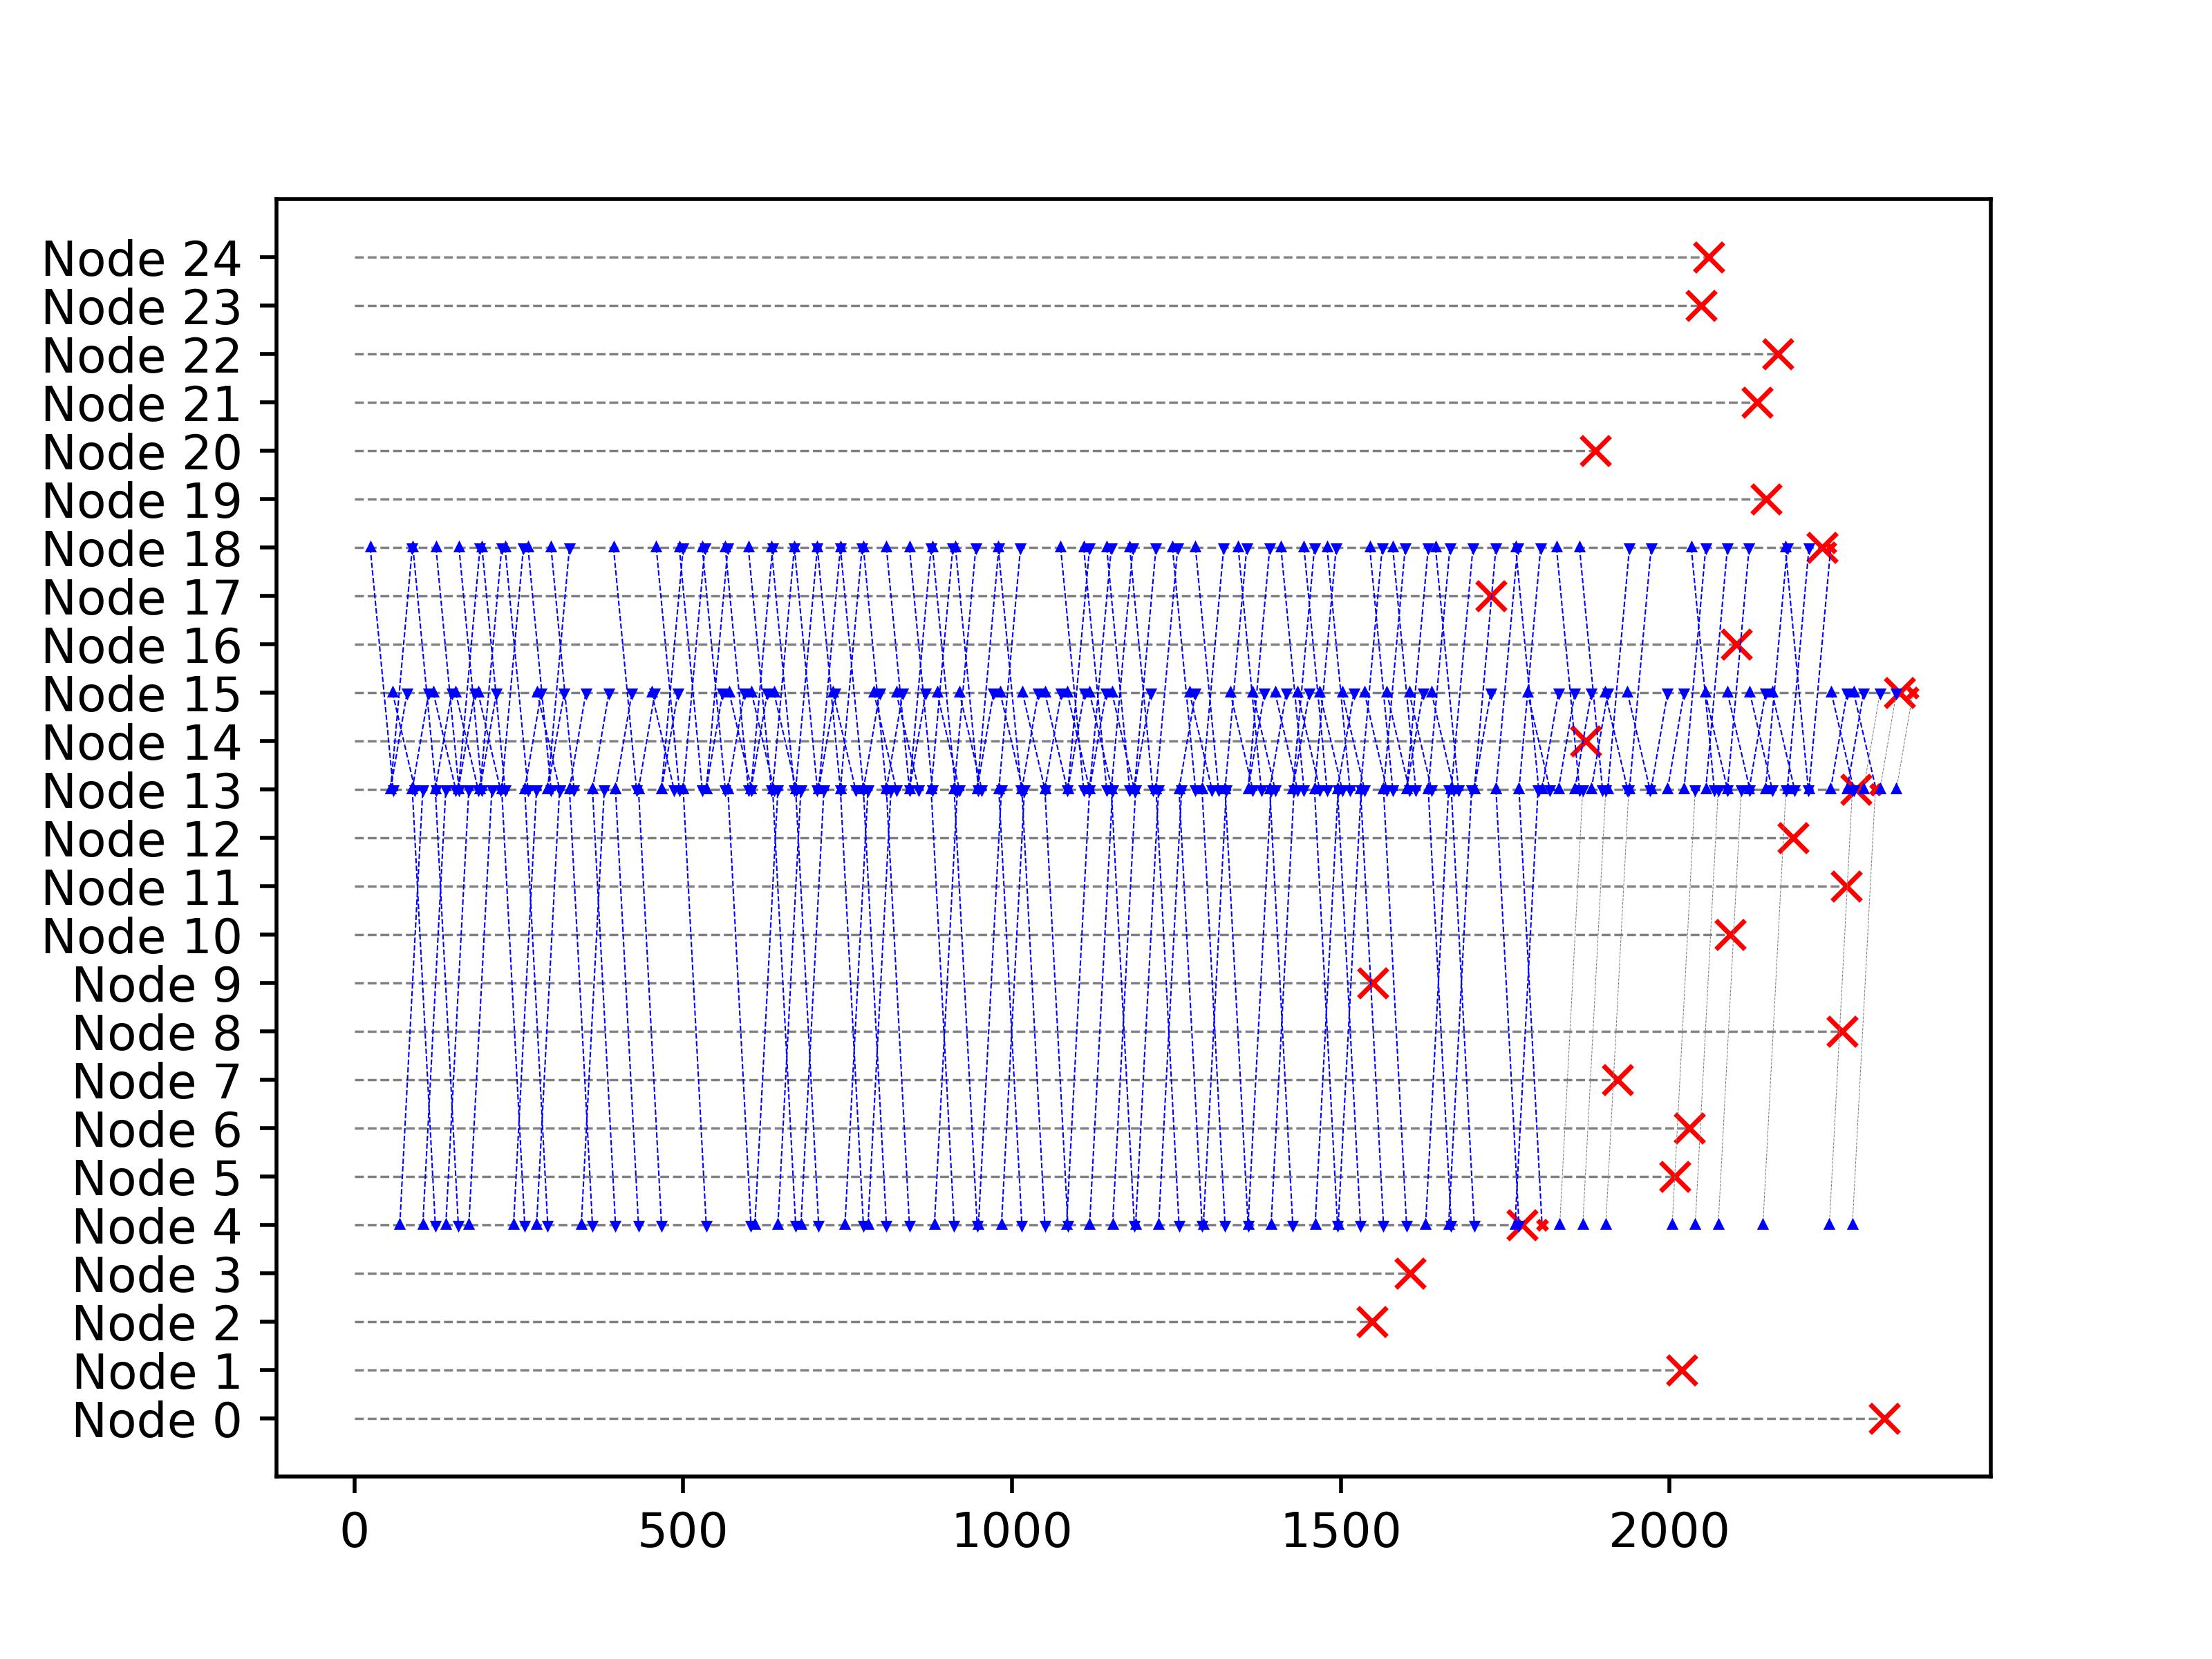 Node 24
Node 23
Node 22
Node 21
Node 20
Node 19
Node 18
Node 17
Node 16
Node 15
Node 14
Node 13
Node 12
Node 11
Node 10
Node 9
Node 8
Node 7
Node 6
Node 5
Node 4
Node 3
Node 2
Node 1
Node 0
0 500 1000 1500 2000